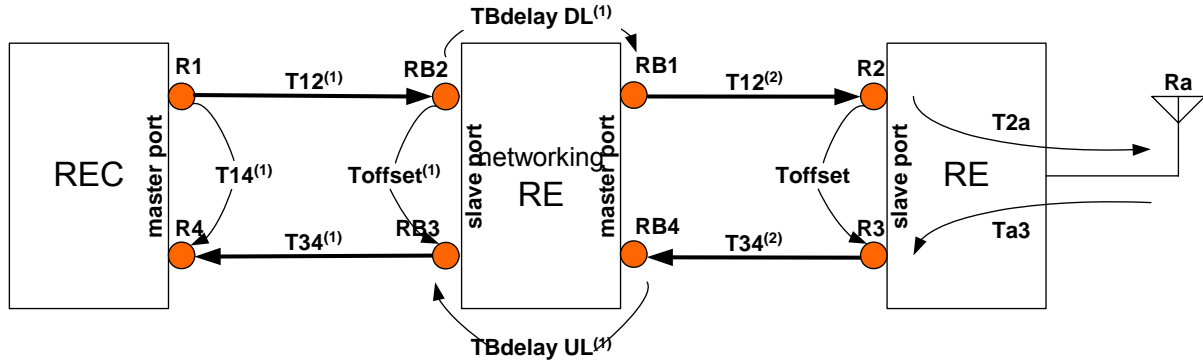 TBdelay DL(1)
R1
T12(1)
RB2
RB1
T12(2)
R2
Ra
T2a
REC
master port
T14(1)
Toffset(1)
slave port
networking
RE
master port
Toffset
slave port
RE
R4
T34(1)
RB3
RB4
T34(2)
R3
Ta3
TBdelay UL(1)